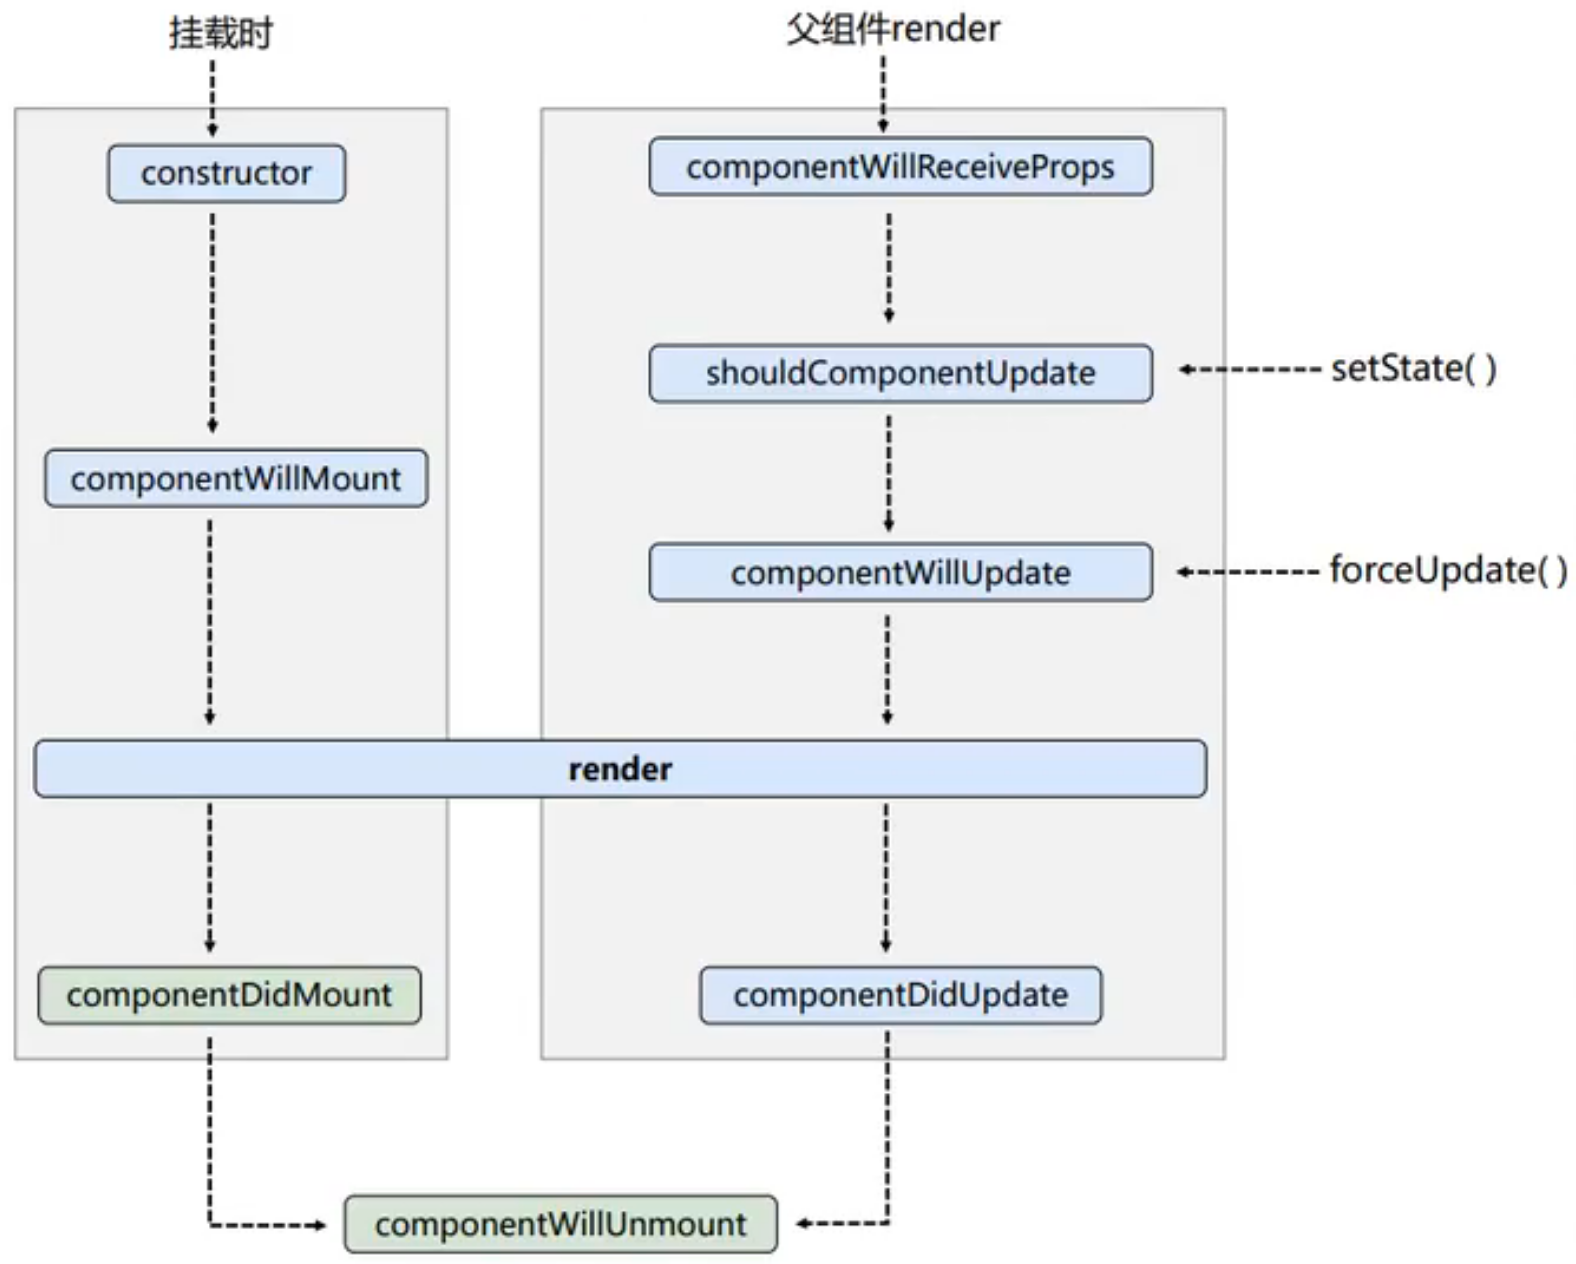 挂载时
父组件render
constructor
componentWillReceiveProps
shouldComponentUpdate
setState( )
componentWillMount
componentWillUpdate
forceUpdate( )
render
componentDidMount
componentDidUpdate
componentWillUnmount